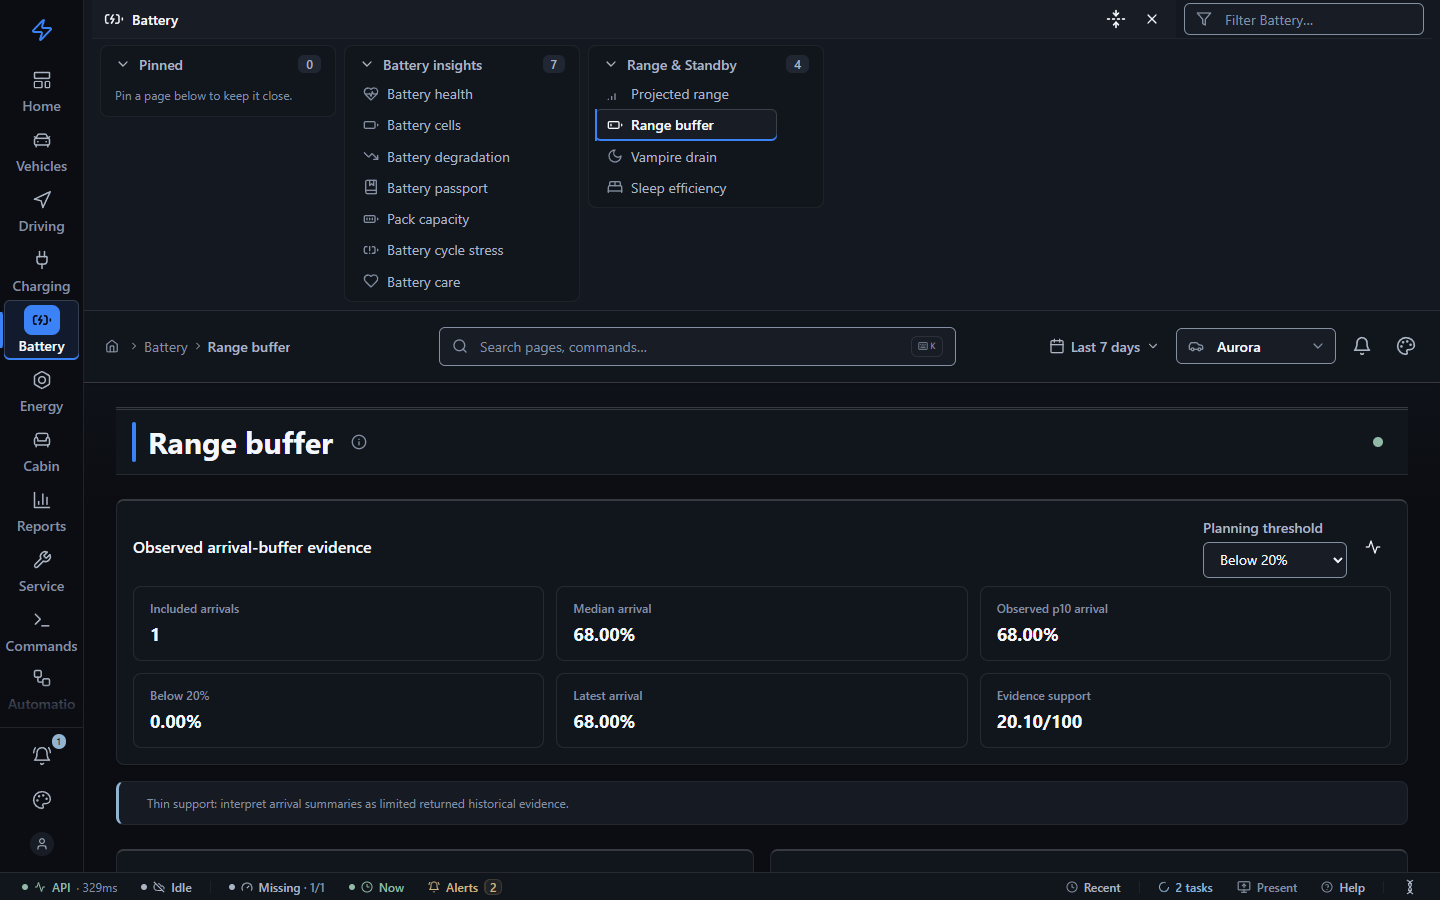 Battery
Filter Battery...
Pinned 0
Pin a page below to keep it close.
Battery insights 7
Battery health
Battery cells
Battery degradation
Battery passport
Pack capacity
Battery cycle stress
Battery care
Range & Standby 4
Projected range
Range buffer
Vampire drain
Sleep efficiency
Home
Vehicles
Driving
Charging
Battery
Energy
Cabin
Reports
Service
Commands
Automatio
1
Battery
Range buffer
Search pages, commands...
K
Last 7 days
Aurora
Range buffer
Observed arrival-buffer evidence
Planning threshold
Below 20%
Included arrivals
1
Median arrival
68.00%
Observed p10 arrival
68.00%
Below 20%
0.00%
Latest arrival
68.00%
Evidence support
20.10/100
Thin support: interpret arrival summaries as limited returned historical evidence.
API · 329ms
Idle
Missing · 1/1
Now
Alerts 2
Recent
2 tasks
Present
Help